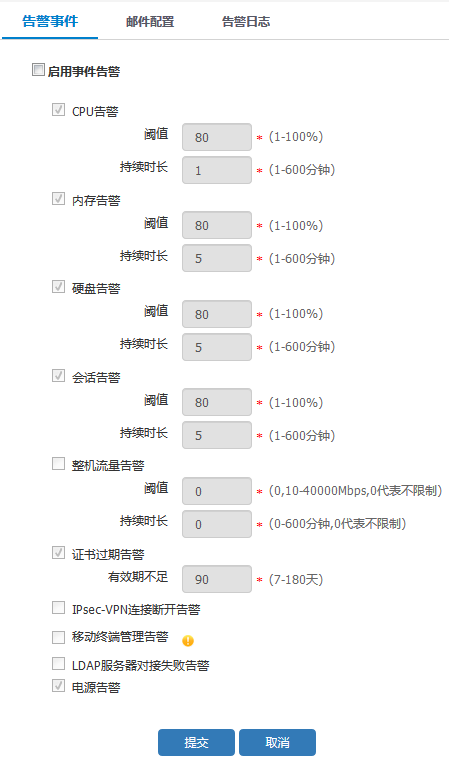 告警事件 邮件配置 告警日志
启用事件告警
CPU告警
阈值 80 * (1-100%)
持续时长 1 * (1-600分钟)
内存告警
阈值 80 * (1-100%)
持续时长 5 * (1-600分钟)
硬盘告警
阈值 80 * (1-100%)
持续时长 5 * (1-600分钟)
会话告警
阈值 80 * (1-100%)
持续时长 5 * (1-600分钟)
整机流量告警
阈值 0 * (0,10-40000Mbps,0代表不限制)
持续时长 0 * (0-600分钟,0代表不限制)
证书过期告警
有效期不足 90 * (7-180天)
IPsec-VPN连接断开告警
移动终端管理告警
LDAP服务器对接失败告警
电源告警
提交 取消